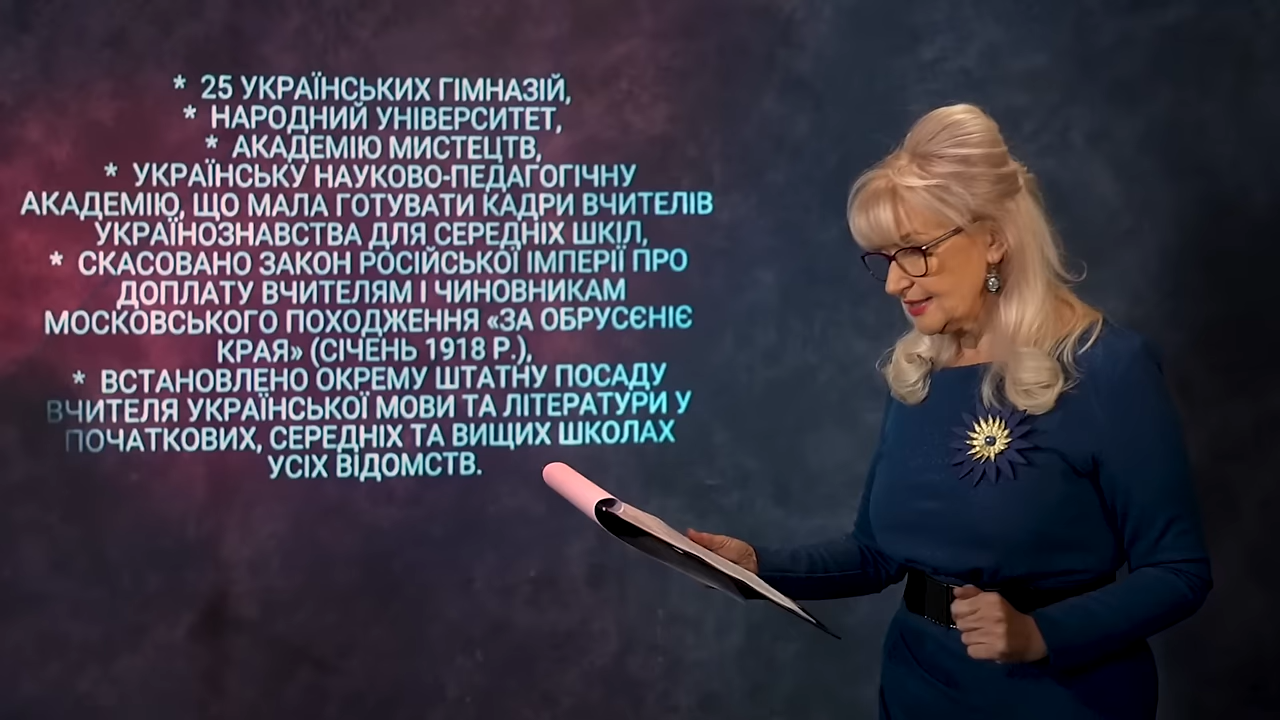 * 25 УКРАЇНСЬКИХ ГІМНАЗІЙ,
* НАРОДНИЙ УНІВЕРСИТЕТ,
* АКАДЕМІЮ МИСТЕЦТВ,
* УКРАЇНСЬКУ НАУКОВО-ПЕДАГОГІЧНУ
АКАДЕМІЮ, ЩО МАЛА ГОТУВАТИ КАДРИ ВЧИТЕЛІВ
УКРАЇНОЗНАВСТВА ДЛЯ СЕРЕДНІХ ШКІЛ,
* СКАСОВАНО ЗАКОН РОСІЙСЬКОЇ ІМПЕРІЇ ПРО
ДОПЛАТУ ВЧИТЕЛЯМ І ЧИНОВНИКАМ
МОСКОВСЬКОГО ПОХОДЖЕННЯ «ЗА ОБРУСЄНІЄ
КРАЯ» (СІЧЕНЬ 1918 Р.),
* ВСТАНОВЛЕНО ОКРЕМУ ШТАТНУ ПОСАДУ
ВЧИТЕЛЯ УКРАЇНСЬКОЇ МОВИ ТА ЛІТЕРАТУРИ У
ПОЧАТКОВИХ, СЕРЕДНІХ ТА ВИЩИХ ШКОЛАХ
УСІХ ВІДОМСТВ.